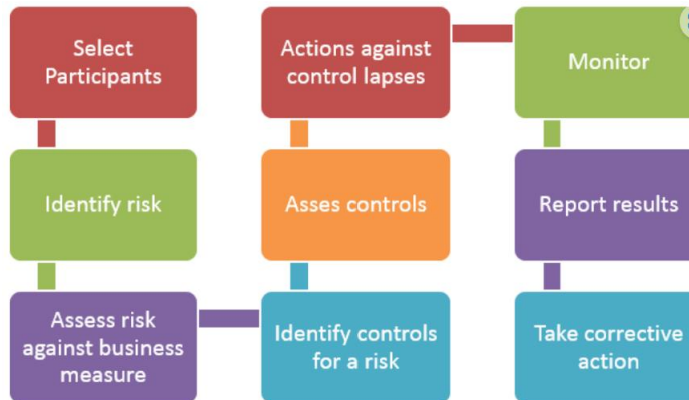 Select
Participants
Identify risk
Assess risk
against business
measure
Identify controls
for a risk
Asses controls
Actions against
control lapses
Monitor
Report results
Take corrective
action